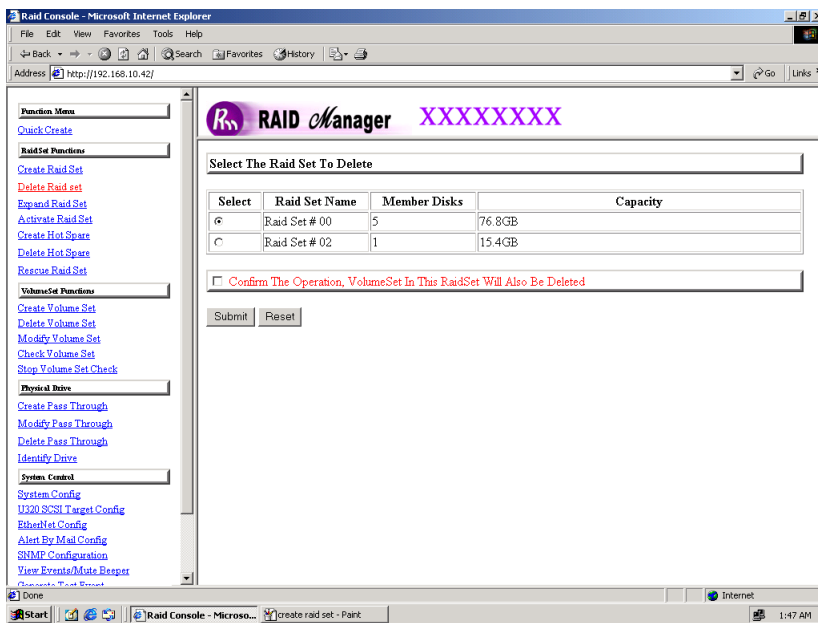 Raid Console - Microsoft Internet Explorer
File Edit View Favorites Tools Help
Back Search Favorites History
Address http://192.168.10.42/ Go Links
Function Menu
Quick Create
RaidSet Functions
Create Raid Set
Delete Raid set
Expand Raid Set
Activate Raid Set
Create Hot Spare
Delete Hot Spare
Rescue Raid Set
VolumeSet Functions
Create Volume Set
Delete Volume Set
Modify Volume Set
Check Volume Set
Stop Volume Set Check
Physical Drive
Create Pass Through
Modify Pass Through
Delete Pass Through
Identify Drive
System Control
System Config
U320 SCSI Target Config
EtherNet Config
Alert By Mail Config
SNMP Configuration
View Events/Mute Beeper
Generate Test Event
RAID Manager XXXXXXXX
Select The Raid Set To Delete
Select Raid Set Name Member Disks Capacity
Raid Set # 00 5 76.8GB
Raid Set # 02 1 15.4GB
Confirm The Operation, VolumeSet In This RaidSet Will Also Be Deleted
Submit Reset
Done Internet
Start Raid Console - Microso... create raid set - Paint 1:47 AM